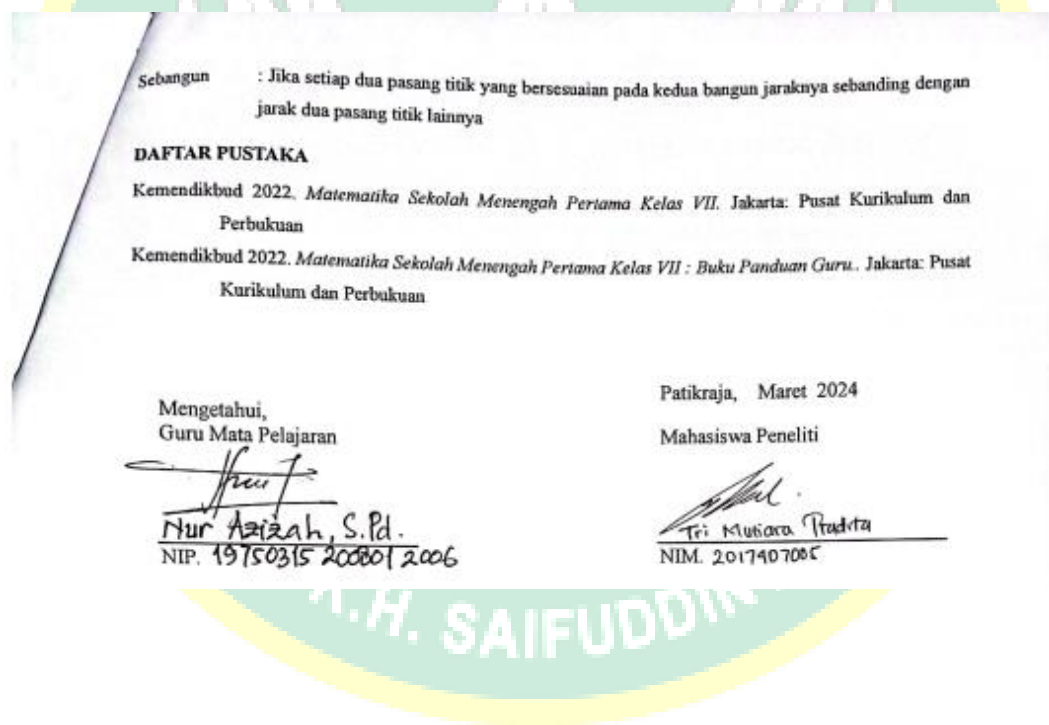 Sebangun : Jika setiap dua pasang titik yang bersesuaian pada kedua bangun jaraknya sebanding dengan
jarak dua pasang titik lainnya
DAFTAR PUSTAKA
Kemendikbud 2022. Matematika Sekolah Menengah Pertama Kelas VII. Jakarta: Pusat Kurikulum dan
Perbukuan
Kemendikbud 2022. Matematika Sekolah Menengah Pertama Kelas VII : Buku Panduan Guru.. Jakarta: Pusat
Kurikulum dan Perbukuan
Patikraja, Maret 2024
Mengetahui,
Guru Mata Pelajaran
Mahasiswa Peneliti
Nur Azizah, S.Pd.
NIP. 19750315 200801 2006
Tri Mutiara Pradita
NIM. 2017407005
K.H. SAIFUDDIN